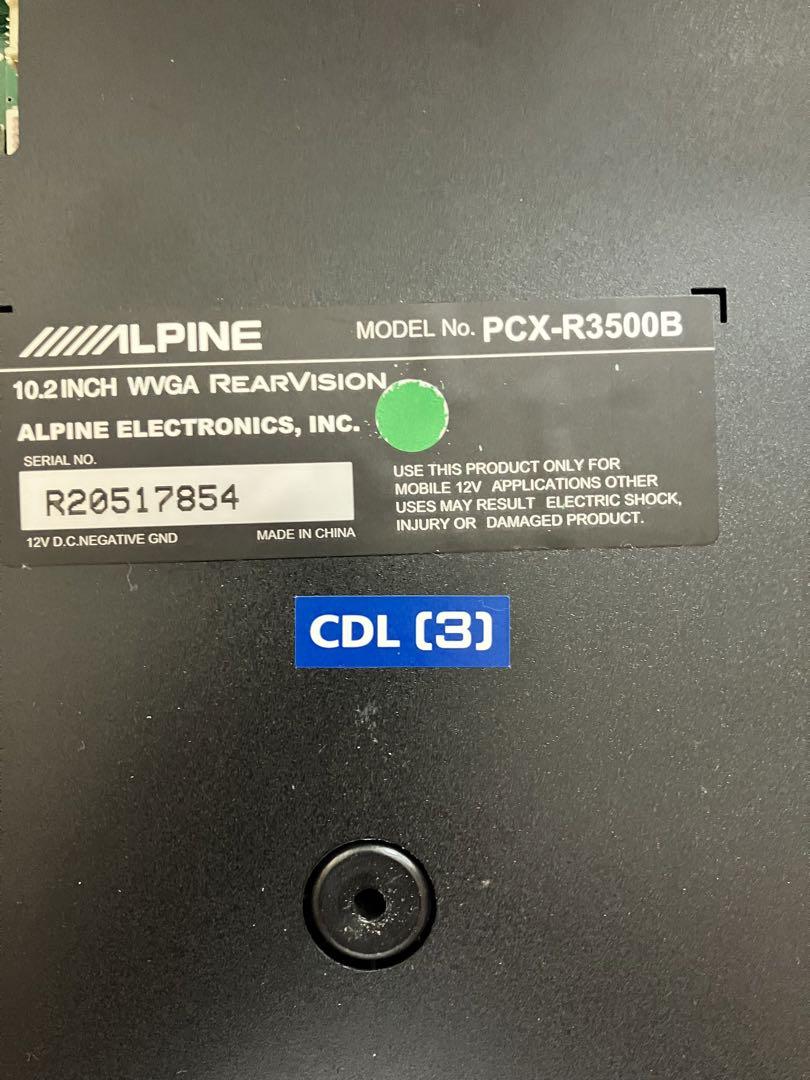 ALPINE MODEL No. PCX-R3500B
10.2 INCH WVGA REARVISION
ALPINE ELECTRONICS, INC.
SERIAL NO.
R20517854
12V D.C.NEGATIVE GND MADE IN CHINA
USE THIS PRODUCT ONLY FOR
MOBILE 12V APPLICATIONS OTHER
USES MAY RESULT ELECTRIC SHOCK,
INJURY OR DAMAGED PRODUCT.
CDL (3)